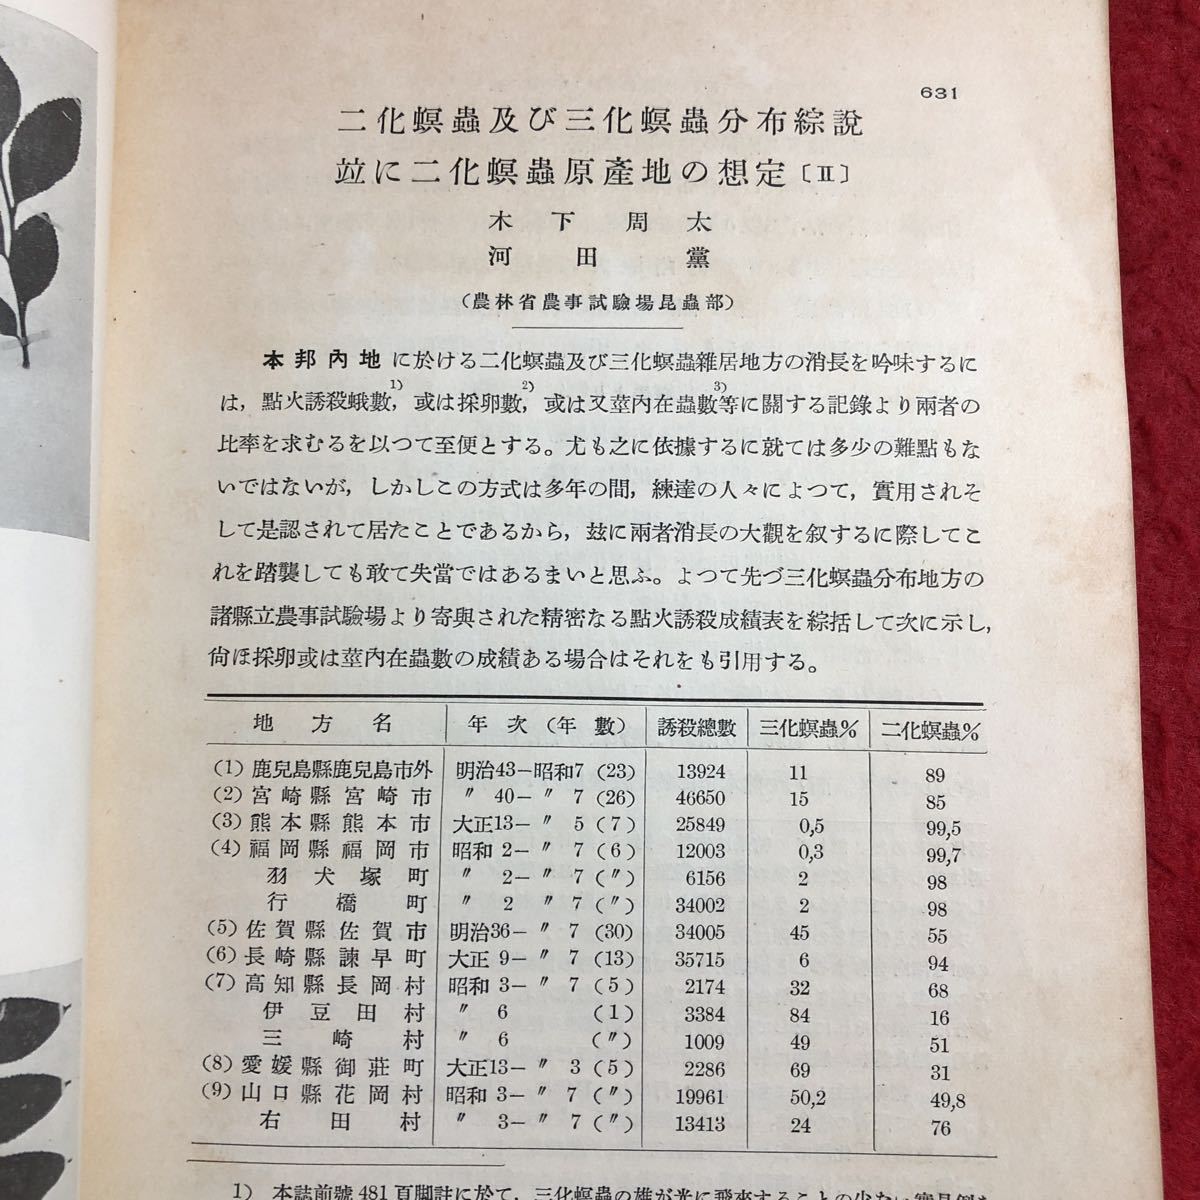 631
二化螟蟲及び三化螟蟲分布綜說
竝に二化螟蟲原產地の想定〔II〕
木下周太
河田黨
(農林省農事試驗場昆蟲部)
本邦內地に於ける二化螟蟲及び三化螟蟲雜居地方の消長を吟味するに
は，點火誘殺蛾數1)，或は採卵數2)，或は又莖內在蟲數3)等に關する記錄より兩者の
比率を求むるを以つて至便とする。尤も之に依據するに就ては多少の難點もな
いではないが，しかしこの方式は多年の間，練達の人々によつて，實用されそ
して是認されて居たことであるから，玆に兩者消長の大觀を叙するに際してこ
れを踏襲しても敢て失當ではあるまいと思ふ。よつて先づ三化螟蟲分布地方の
諸縣立農事試驗場より寄與された精密なる點火誘殺成績表を綜括して次に示し，
尙ほ採卵或は莖內在蟲數の成績ある場合はそれをも引用する。
地方名 年次(年數) 誘殺總數 三化螟蟲% 二化螟蟲%
(1) 鹿兒島縣鹿兒島市外 明治43−昭和7 (23) 13924 11 89
(2) 宮崎縣宮崎市 〃 40−〃 7 (26) 46650 15 85
(3) 熊本縣熊本市 大正13−〃 5 (7) 25849 0,5 99,5
(4) 福岡縣福岡市 昭和2−〃 7 (6) 12003 0,3 99,7
羽犬塚町 〃 2−〃 7 (〃) 6156 2 98
行橋町 〃 2 〃 7 (〃) 34002 2 98
(5) 佐賀縣佐賀市 明治36−〃 7 (30) 34005 45 55
(6) 長崎縣諫早町 大正9−〃 7 (13) 35715 6 94
(7) 高知縣長岡村 昭和3−〃 7 (5) 2174 32 68
伊豆田村 〃 6 (1) 3384 84 16
三崎村 〃 6 (〃) 1009 49 51
(8) 愛媛縣御莊町 大正13−〃 3 (5) 2286 69 31
(9) 山口縣花岡村 昭和3−〃 7 (〃) 19961 50,2 49,8
右田村 〃 3−〃 7 (〃) 13413 24 76
1) 本誌前號481頁脚註に於て，三化螟蟲の雄が光に飛來することの少ない實見例